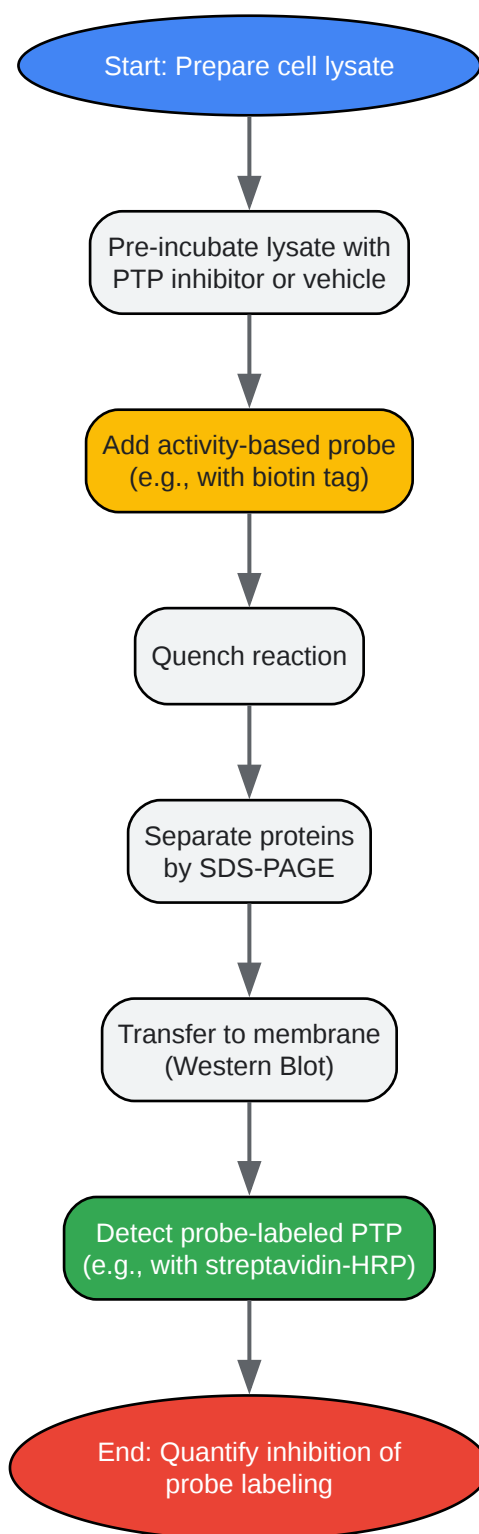 Start: Prepare cell lysate
Pre-incubate lysate with
PTP inhibitor or vehicle
Add activity-based probe
(e.g., with biotin tag)
Quench reaction
Separate proteins
by SDS-PAGE
Transfer to membrane
(Western Blot)
Detect probe-labeled PTP
(e.g., with streptavidin-HRP)
End: Quantify inhibition of
probe labeling